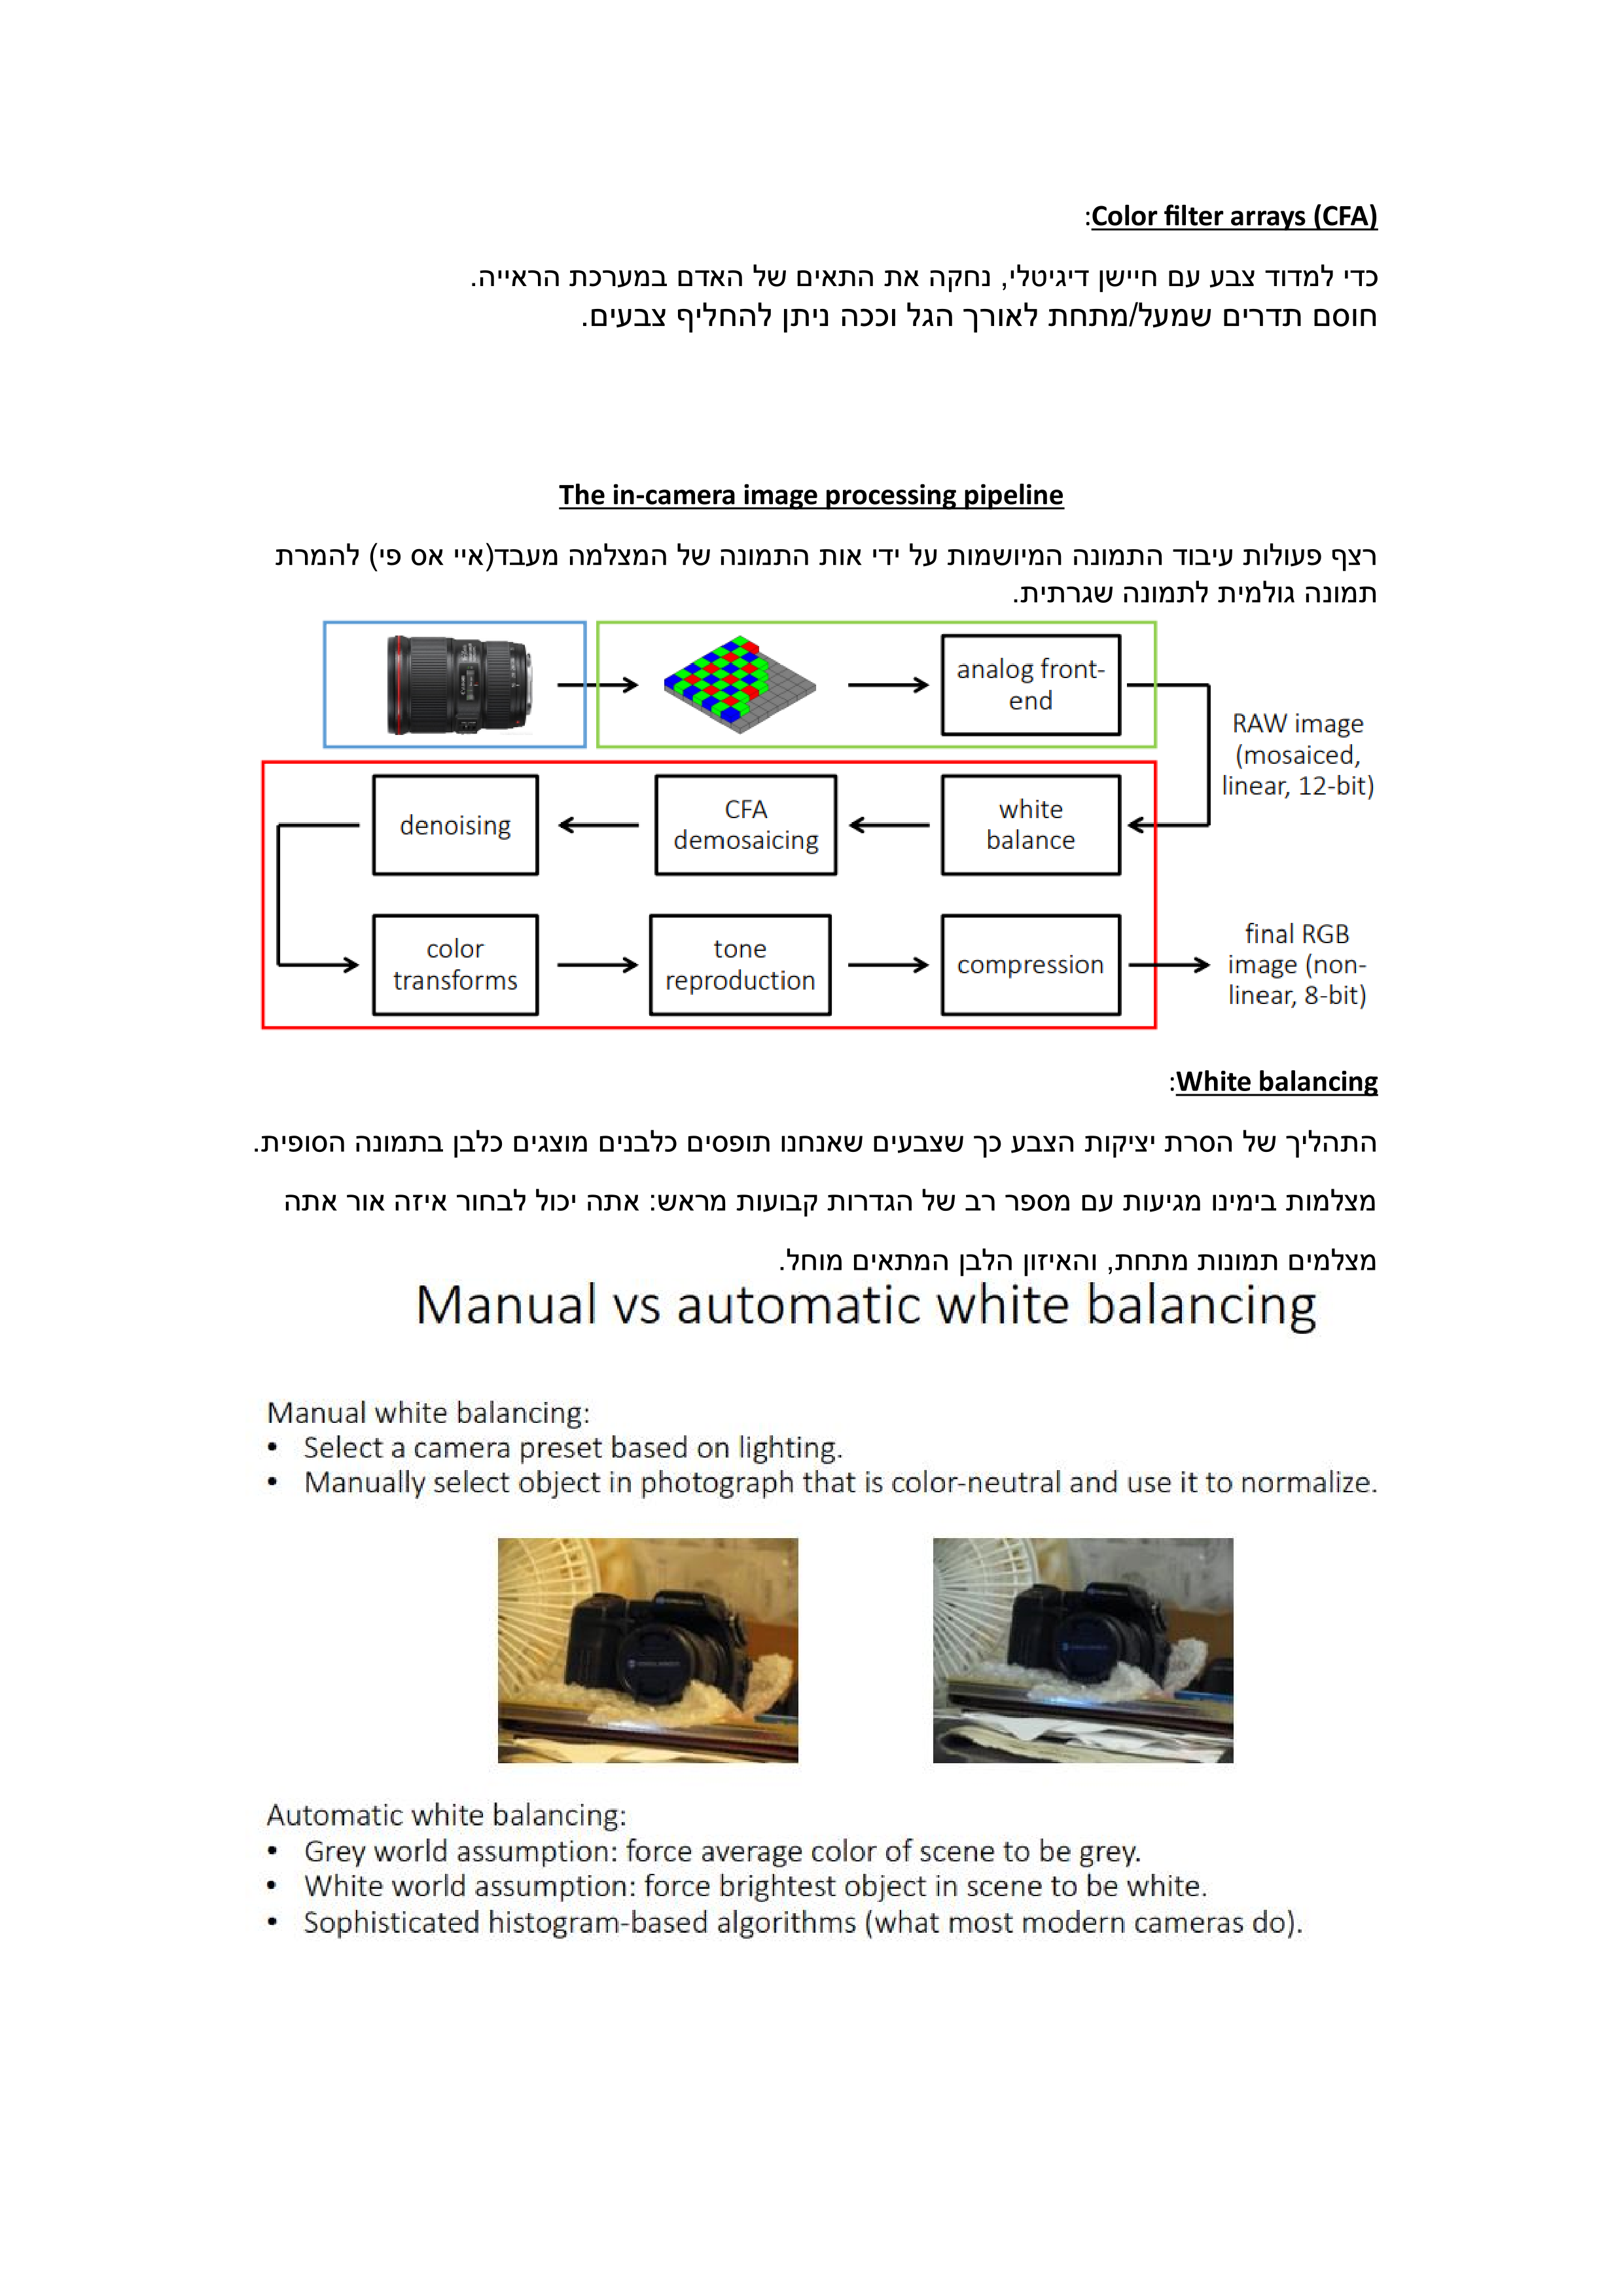 Color filter arrays (CFA):
כדי למדוד צבע עם חיישן דיגיטלי, נחקה את התאים של האדם במערכת הראייה.
חוסם תדרים שמעל/מתחת לאורך הגל וככה ניתן להחליף צבעים.
The in-camera image processing pipeline
רצף פעולות עיבוד התמונה המיושמות על ידי אות התמונה של המצלמה מעבד(איי אס פי) להמרת
תמונה גולמית לתמונה שגרתית.
analog front-
end
RAW image
(mosaiced,
linear, 12-bit)
white
balance
CFA
demosaicing
denoising
color
transforms
tone
reproduction
compression
final RGB
image (non-
linear, 8-bit)
White balancing:
התהליך של הסרת יציקות הצבע כך שצבעים שאנחנו תופסים כלבנים מוצגים כלבן בתמונה הסופית.
מצלמות בימינו מגיעות עם מספר רב של הגדרות קבועות מראש: אתה יכול לבחור איזה אור אתה
מצלמים תמונות מתחת, והאיזון הלבן המתאים מוחל.
Manual vs automatic white balancing
Manual white balancing:
• Select a camera preset based on lighting.
• Manually select object in photograph that is color-neutral and use it to normalize.
Automatic white balancing:
• Grey world assumption: force average color of scene to be grey.
• White world assumption: force brightest object in scene to be white.
• Sophisticated histogram-based algorithms (what most modern cameras do).